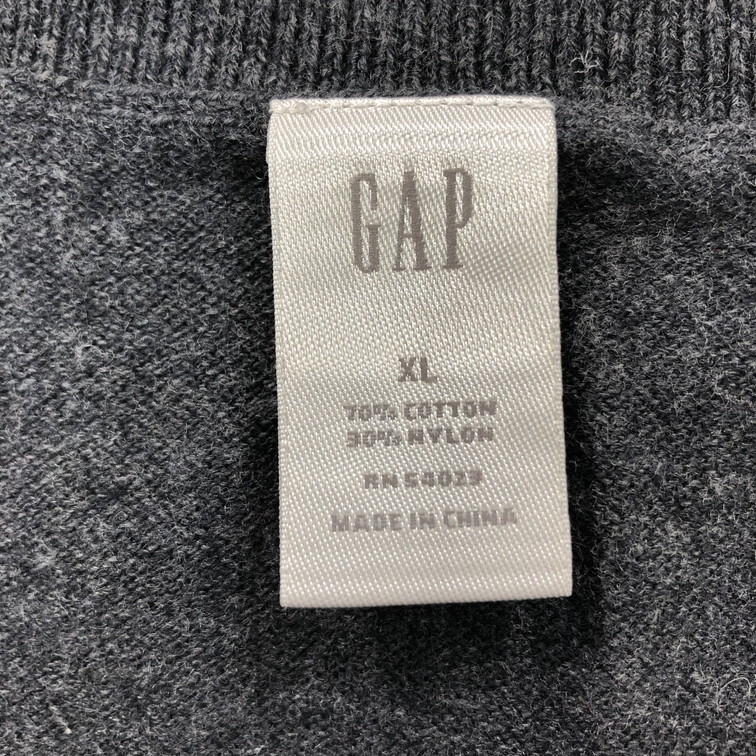 GAP
XL
70% COTTON
30% NYLON
RN 54023
MADE IN CHINA